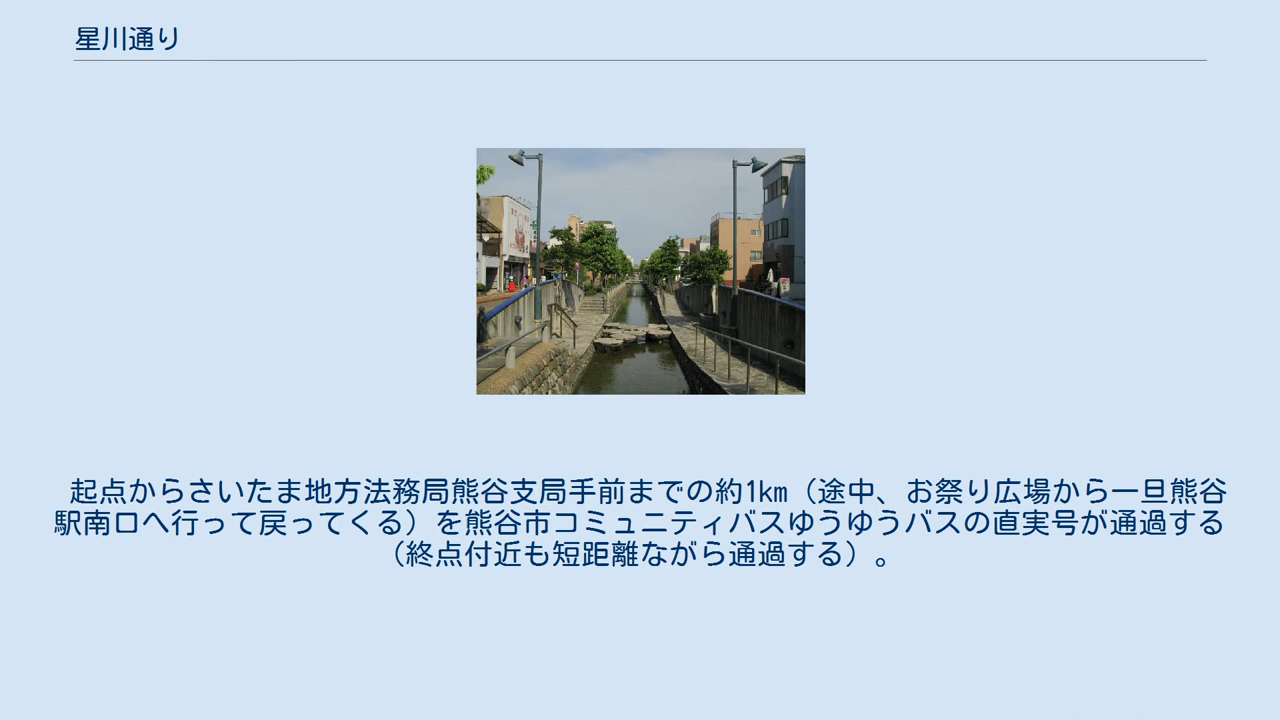 星川通り
起点からさいたま地方法務局熊谷支局手前までの約1km（途中、お祭り広場から一旦熊谷
駅南口へ行って戻ってくる）を熊谷市コミュニティバスゆうゆうバスの直実号が通過する
（終点付近も短距離ながら通過する）。